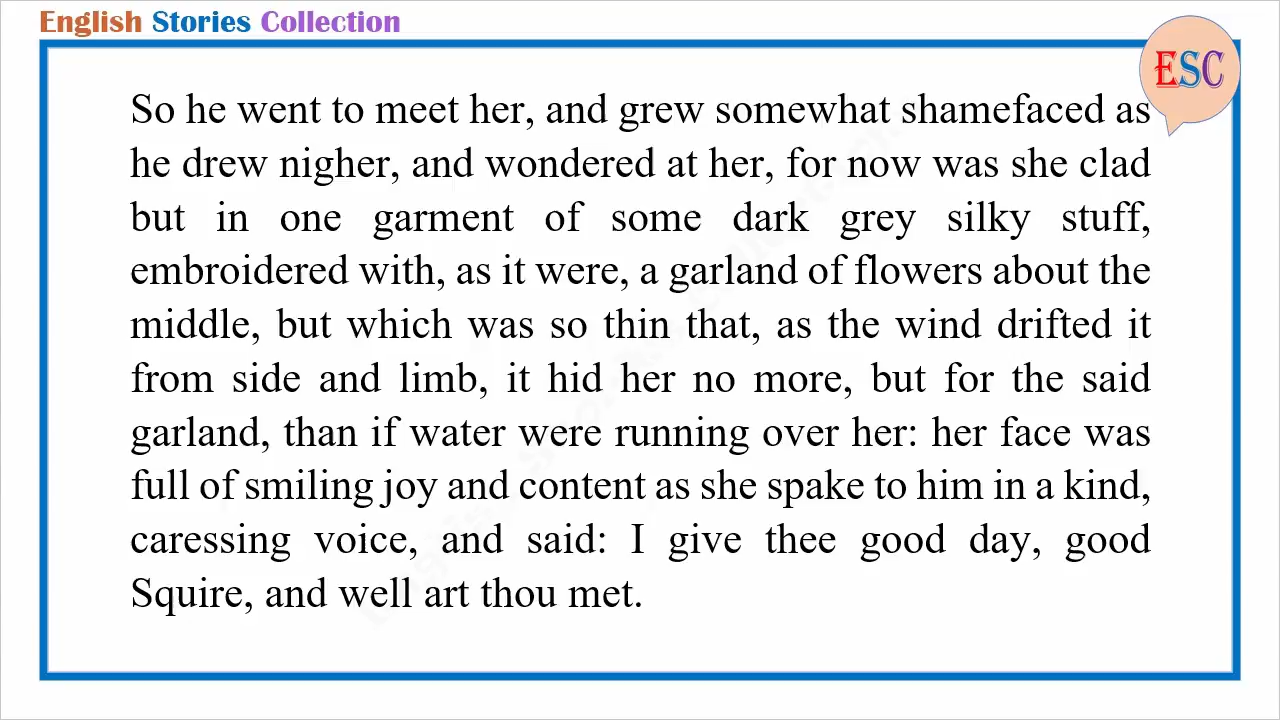 English Stories Collection
ESC
So he went to meet her, and grew somewhat shamefaced as
he drew nigher, and wondered at her, for now was she clad
but in one garment of some dark grey silky stuff,
embroidered with, as it were, a garland of flowers about the
middle, but which was so thin that, as the wind drifted it
from side and limb, it hid her no more, but for the said
garland, than if water were running over her: her face was
full of smiling joy and content as she spake to him in a kind,
caressing voice, and said: I give thee good day, good
Squire, and well art thou met.